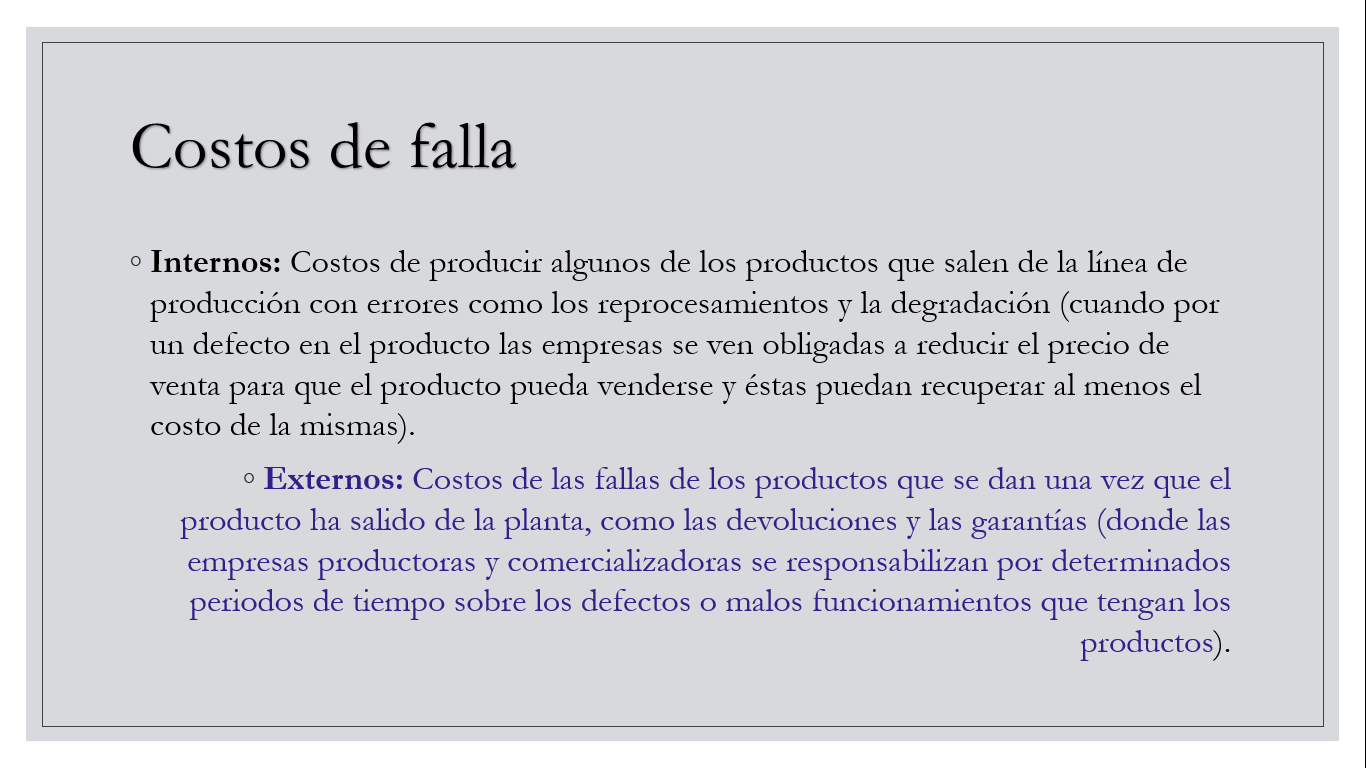 Costos de falla
◦ Internos: Costos de producir algunos de los productos que salen de la línea de
producción con errores como los reprocesamientos y la degradación (cuando por
un defecto en el producto las empresas se ven obligadas a reducir el precio de
venta para que el producto pueda venderse y éstas puedan recuperar al menos el
costo de la mismas).
◦ Externos: Costos de las fallas de los productos que se dan una vez que el
producto ha salido de la planta, como las devoluciones y las garantías (donde las
empresas productoras y comercializadoras se responsabilizan por determinados
periodos de tiempo sobre los defectos o malos funcionamientos que tengan los
productos).